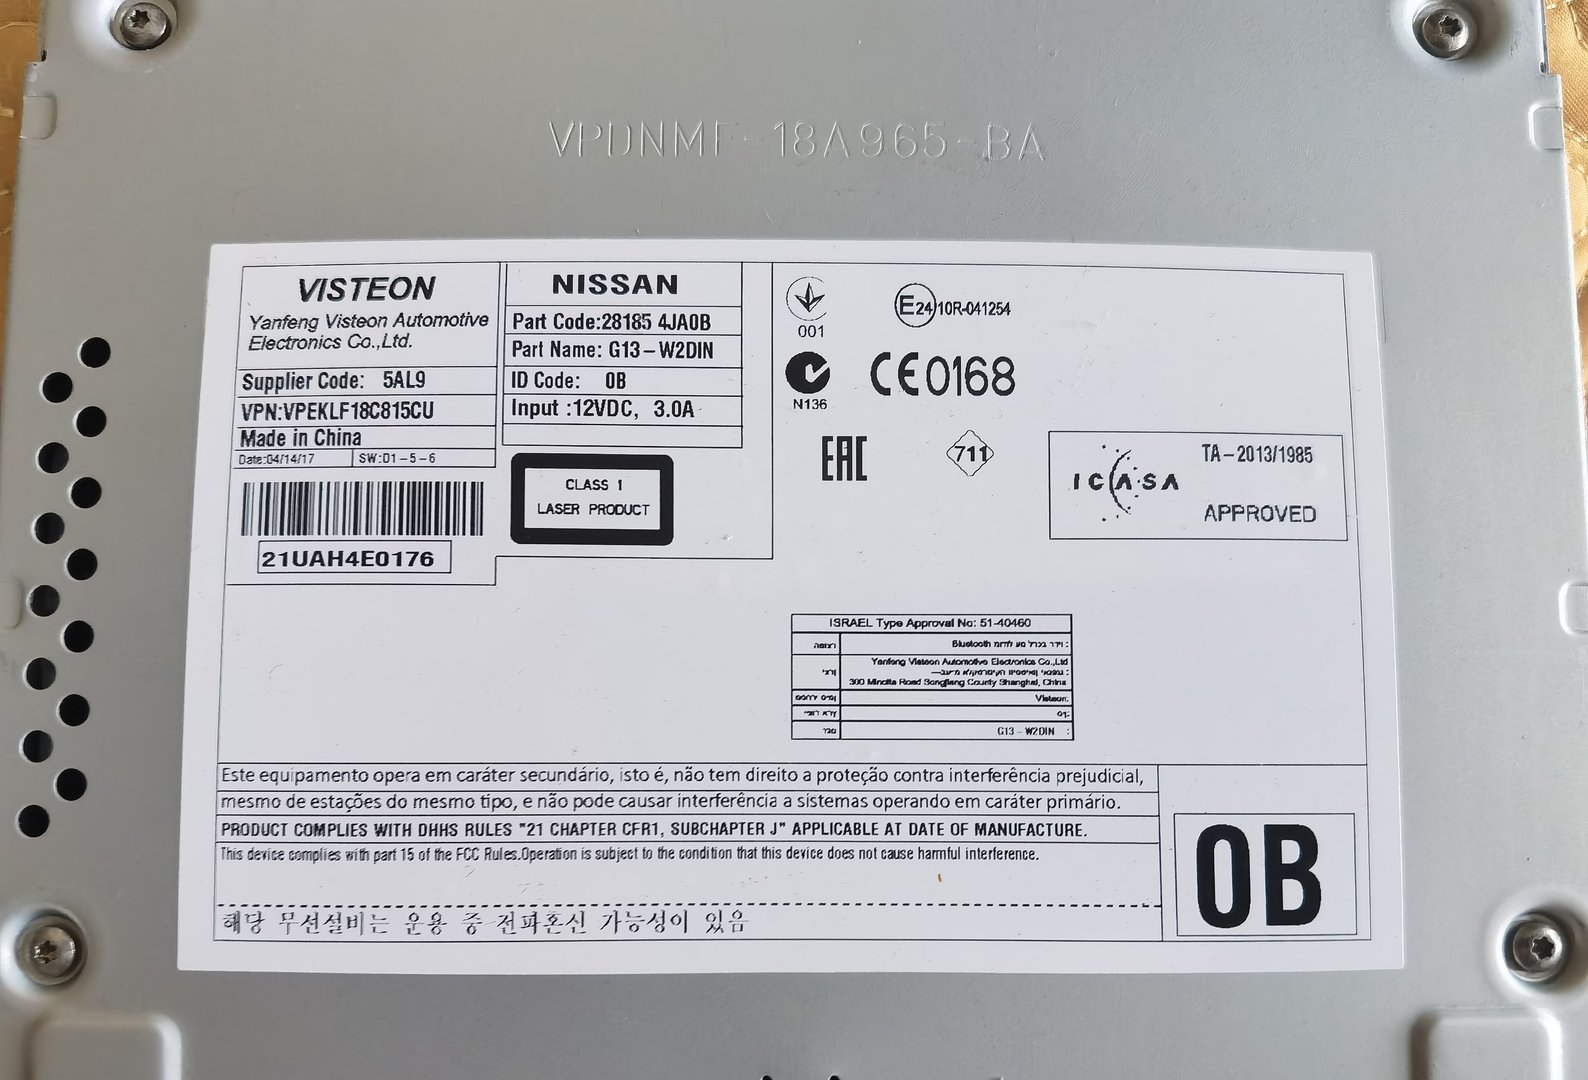 VPDNMF-18A965-BA
VISTEON
Yanfeng Visteon Automotive
Electronics Co.,Ltd.
Supplier Code: 5AL9
VPN:VPEKLF18C815CU
Made in China
Date:04/14/17 SW:D1-5-6
21UAH4E0176
NISSAN
Part Code:28185 4JA0B
Part Name: G13-W2DIN
ID Code: 0B
Input :12VDC, 3.0A
CLASS 1
LASER PRODUCT
001
E24 10R-041254
N136
CE0168
EAC
711
ICASA
TA-2013/1985
APPROVED
ISRAEL Type Approval No: 51-40460
Bluetooth
Yanfeng Visteon Automotive Electronics Co.,Ltd
300 Road Songjiang County Shanghai, China
Visteon:
G13-W2DIN :
Este equipamento opera em caráter secundário, isto é, não tem direito a proteção contra interferência prejudicial,
mesmo de estações do mesmo tipo, e não pode causar interferência a sistemas operando em caráter primário.
PRODUCT COMPLIES WITH DHHS RULES "21 CHAPTER CFR1, SUBCHAPTER J" APPLICABLE AT DATE OF MANUFACTURE.
This device complies with part 15 of the FCC Rules.Operation is subject to the condition that this device does not cause harmful interference.
해당 무선설비는 운용 중 전파혼신 가능성이 있음
0B